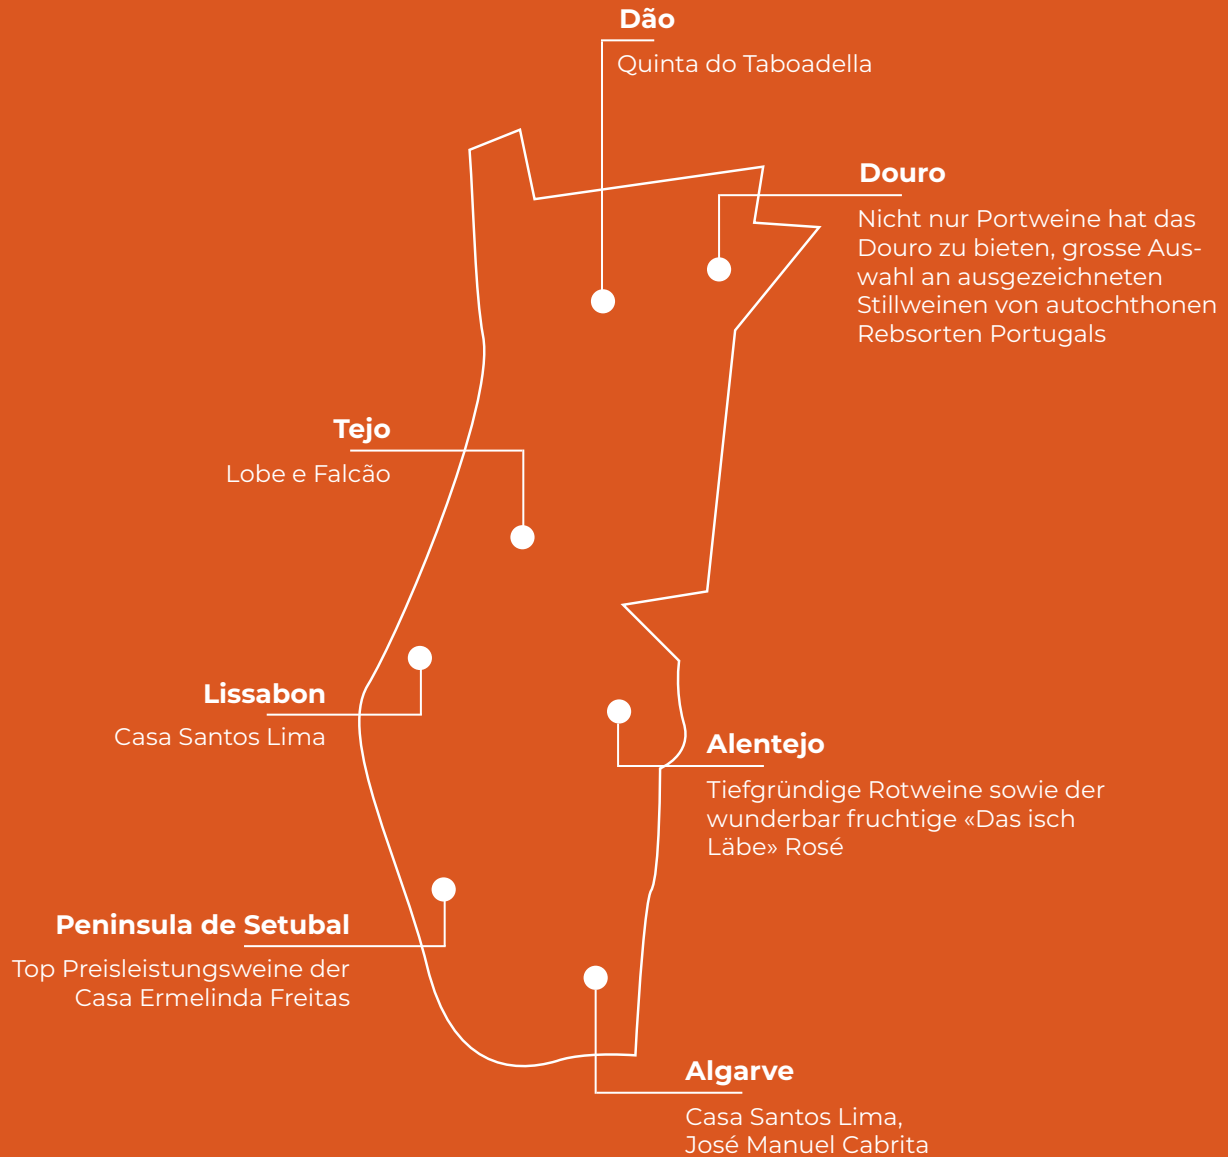 Dão
Quinta do Taboadella
Douro
Nicht nur Portweine hat das
Douro zu bieten, grosse Aus-
wahl an ausgezeichneten
Stillweinen von autochthonen
Rebsorten Portugals
Tejo
Lobe e Falcão
Lissabon
Casa Santos Lima
Alentejo
Tiefgründige Rotweine sowie der
wunderbar fruchtige «Das isch
Läbe» Rosé
Peninsula de Setubal
Top Preisleistungsweine der
Casa Ermelinda Freitas
Algarve
Casa Santos Lima,
José Manuel Cabrita